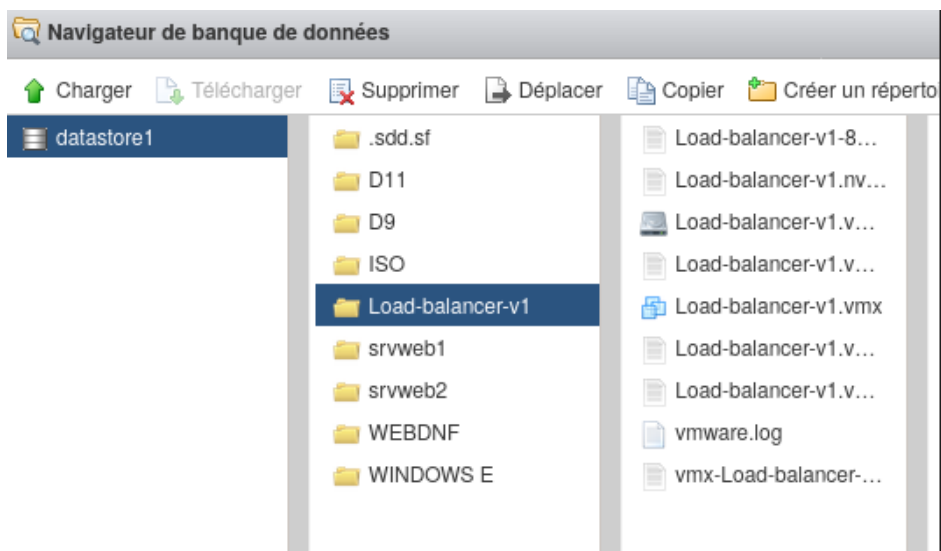 Navigateur de banque de données
Charger Télécharger Supprimer Déplacer Copier Créer un réperto
datastore1
.sdd.sf
D11
D9
ISO
Load-balancer-v1
srvweb1
srvweb2
WEBDNF
WINDOWS E
Load-balancer-v1-8...
Load-balancer-v1.nv...
Load-balancer-v1.v...
Load-balancer-v1.v...
Load-balancer-v1.vmx
Load-balancer-v1.v...
Load-balancer-v1.v...
vmware.log
vmx-Load-balancer-...